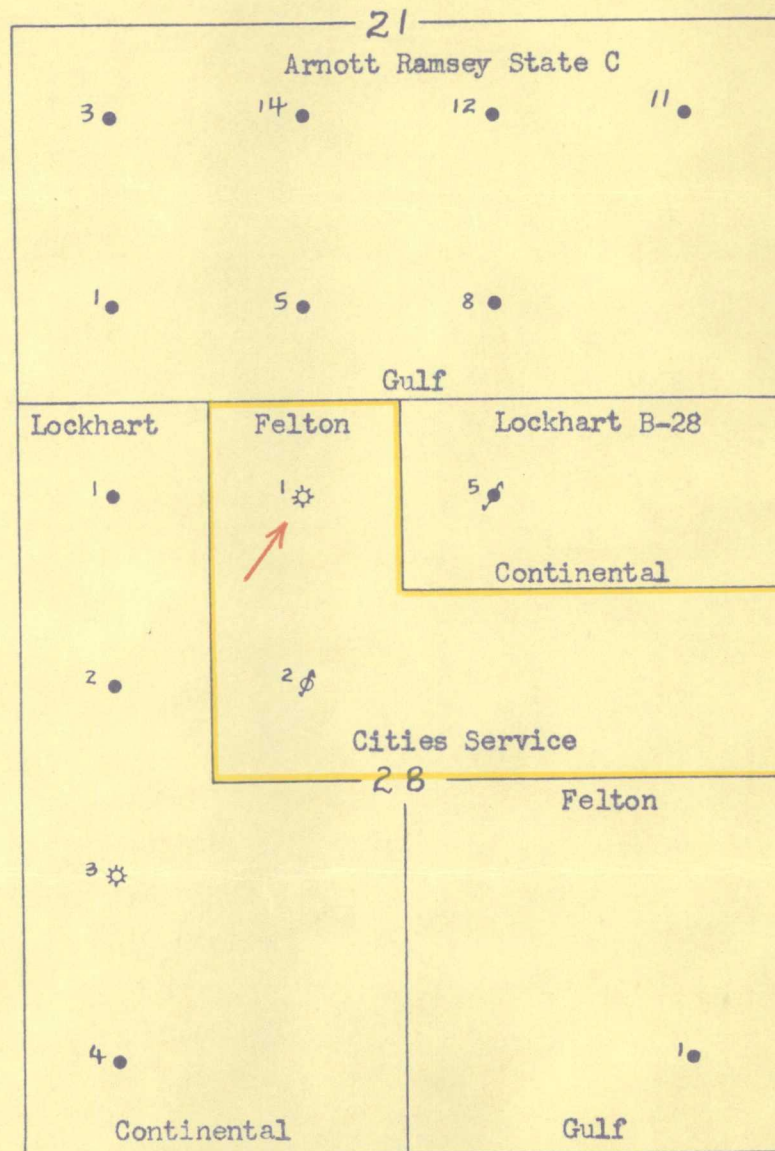 21
Arnott Ramsey State C
3 14 12 11
1 5 8
Gulf
Lockhart Felton Lockhart B-28
1 1 5
Continental
2 2
Cities Service
28
Felton
3
4 1
Continental Gulf